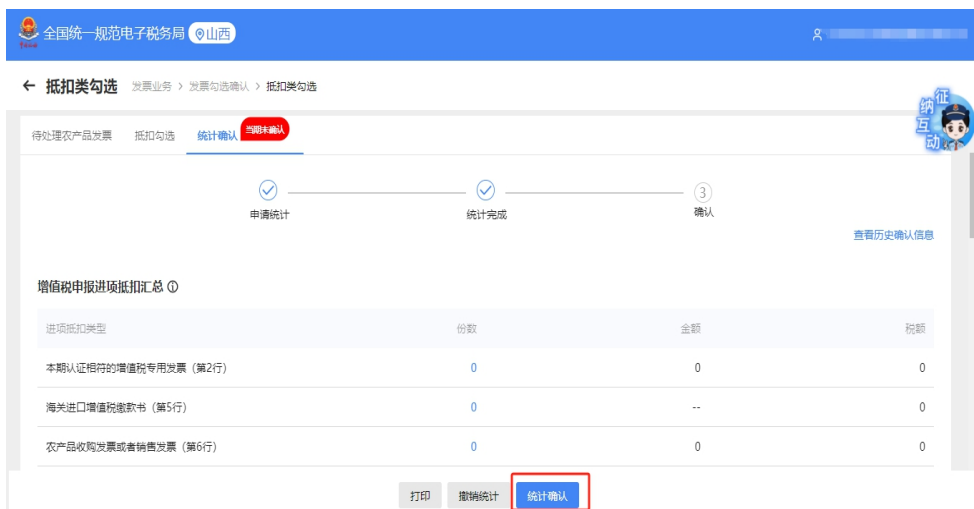 全国统一规范电子税务局 山西
← 抵扣类勾选 发票业务 > 发票勾选确认 > 抵扣类勾选
征纳互动
待处理农产品发票 抵扣勾选 统计确认 当期未确认
3
申请统计 统计完成 确认
查看历史确认信息
增值税申报进项抵扣汇总
进项抵扣类型 份数 金额 税额
本期认证相符的增值税专用发票（第2行） 0 0 0
海关进口增值税缴款书（第5行） 0 -- 0
农产品收购发票或者销售发票（第6行） 0 0 0
打印 撤销统计 统计确认